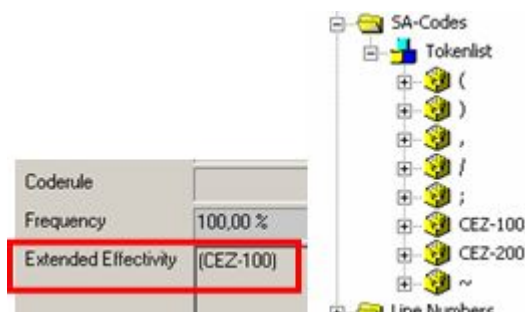 Coderule
Frequency 100,00 %
Extended Effectivity (CEZ-100)
SA-Codes
Tokenlist
(
)
,
/
;
CEZ-100
CEZ-200
~
Line Numbers